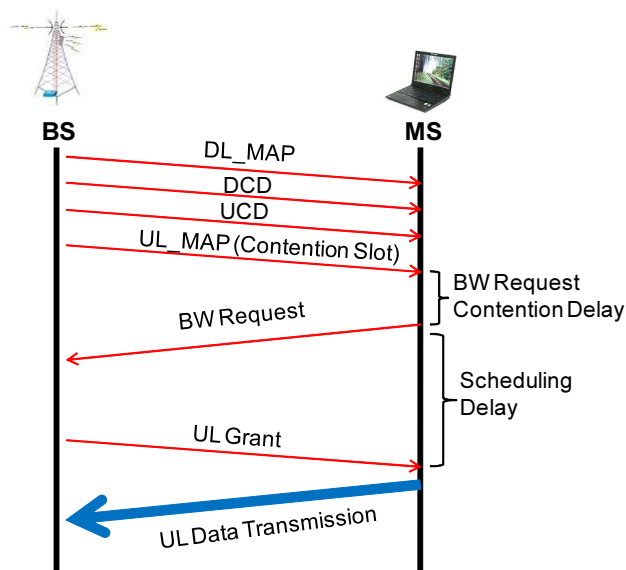 BS
MS
DL_MAP
DCD
UCD
UL_MAP (Contention Slot)
BW Request
Contention Delay
BW Request
Scheduling
Delay
UL Grant
UL Data Transmission